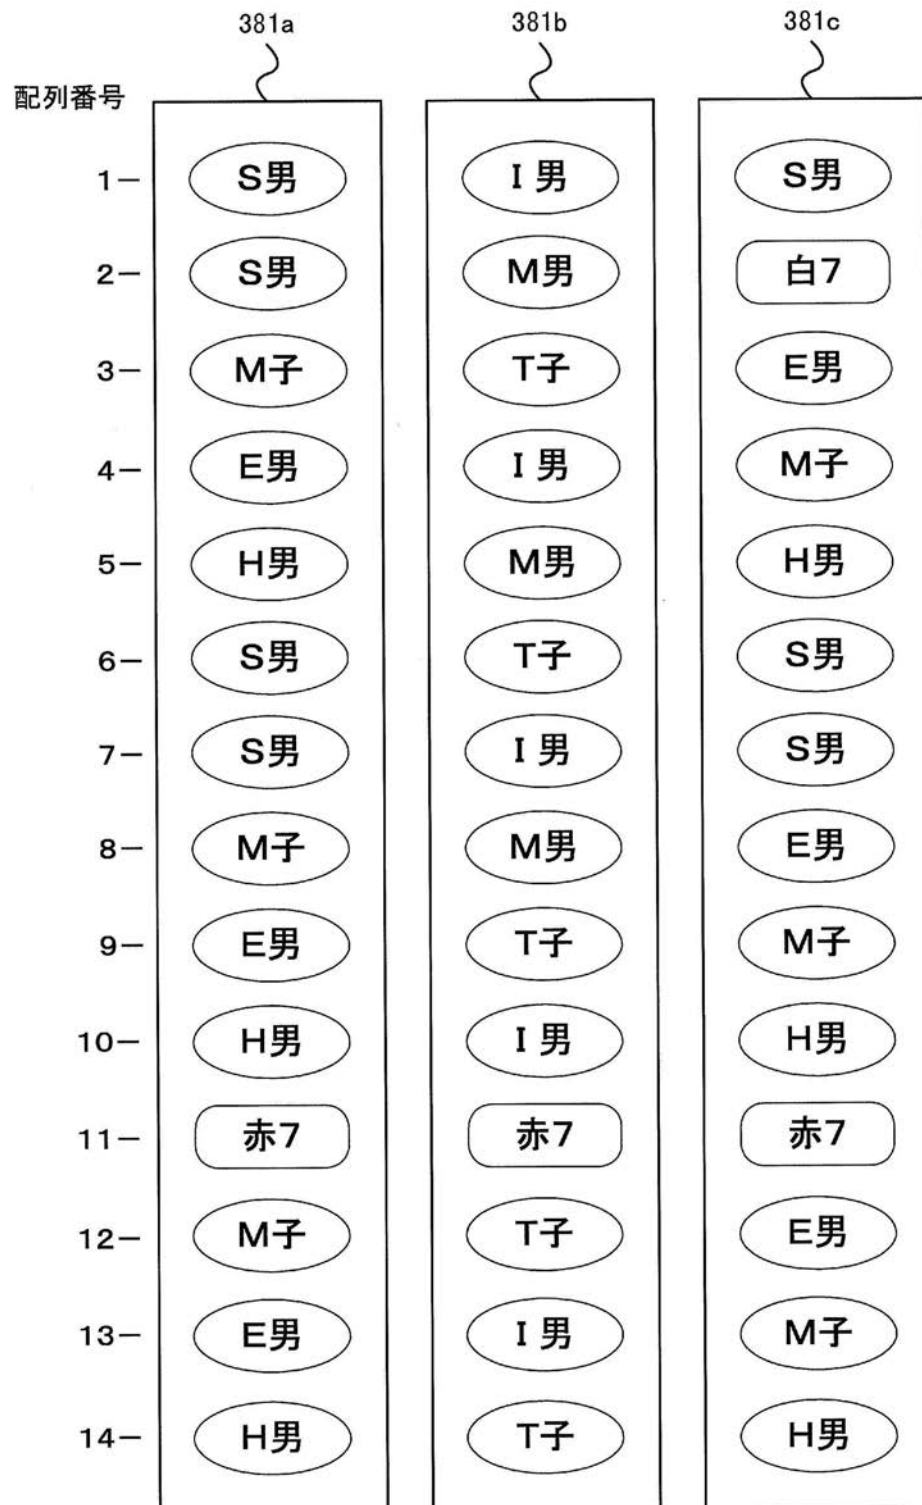 381a 381b 381c
配列番号
1 S男 I男 S男
2 S男 M男 白7
3 M子 T子 E男
4 E男 I男 M子
5 H男 M男 H男
6 S男 T子 S男
7 S男 I男 S男
8 M子 M男 E男
9 E男 T子 M子
10 H男 I男 H男
11 赤7 赤7 赤7
12 M子 T子 E男
13 E男 I男 M子
14 H男 T子 H男